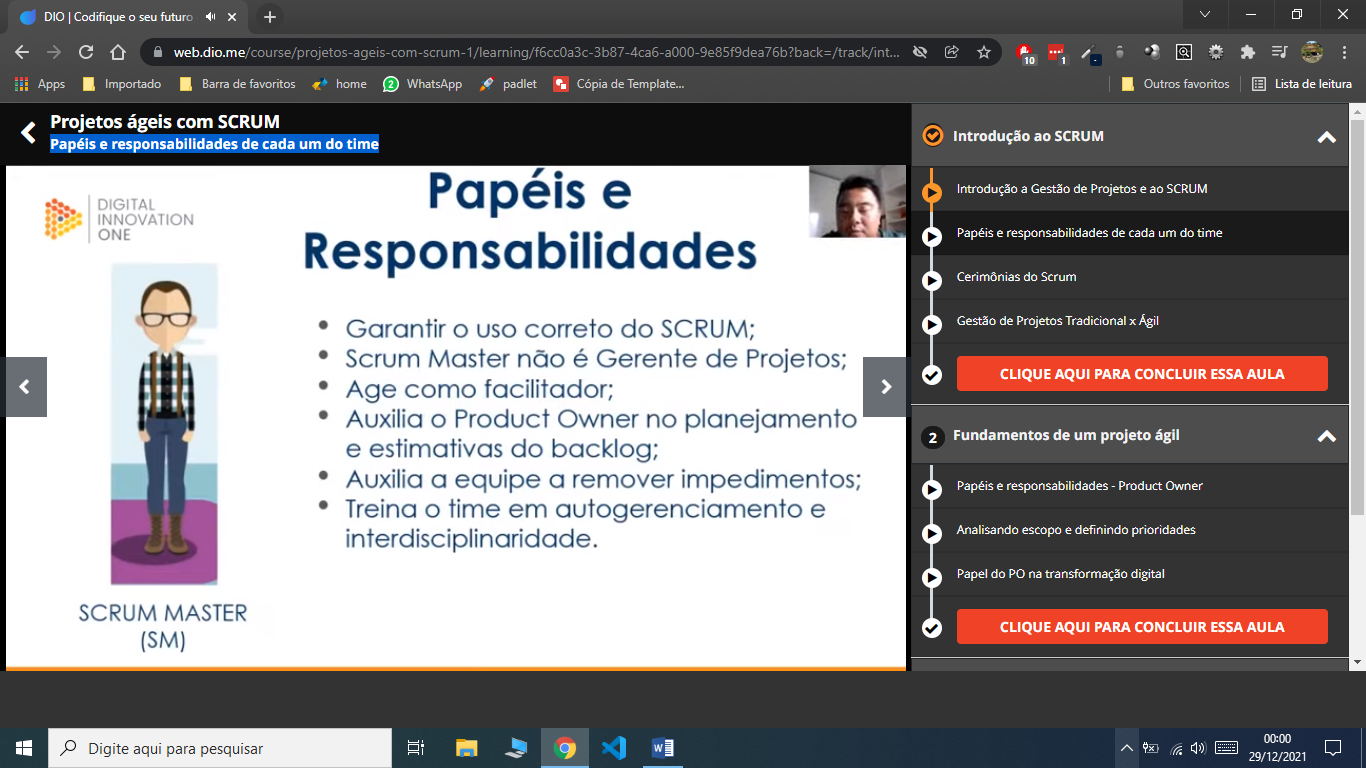 DIO | Codifique o seu futuro
web.dio.me/course/projetos-ageis-com-scrum-1/learning/f6cc0a3c-3b87-4ca6-a000-9e85f9dea76b?back=/track/int...
10
1
Apps
Importado
Barra de favoritos
home
2
WhatsApp
padlet
Cópia de Template...
Outros favoritos
Lista de leitura
Projetos ágeis com SCRUM
Papéis e responsabilidades de cada um do time
DIGITAL
INNOVATION
ONE
Papéis e
Responsabilidades
• Garantir o uso correto do SCRUM;
• Scrum Master não é Gerente de Projetos;
• Age como facilitador;
• Auxilia o Product Owner no planejamento
e estimativas do backlog;
• Auxilia a equipe a remover impedimentos;
• Treina o time em autogerenciamento e
interdisciplinaridade.
SCRUM MASTER
(SM)
Introdução ao SCRUM
Introdução a Gestão de Projetos e ao SCRUM
Papéis e responsabilidades de cada um do time
Cerimônias do Scrum
Gestão de Projetos Tradicional x Ágil
CLIQUE AQUI PARA CONCLUIR ESSA AULA
2
Fundamentos de um projeto ágil
Papéis e responsabilidades - Product Owner
Analisando escopo e definindo prioridades
Papel do PO na transformação digital
CLIQUE AQUI PARA CONCLUIR ESSA AULA
Digite aqui para pesquisar
00:00
29/12/2021